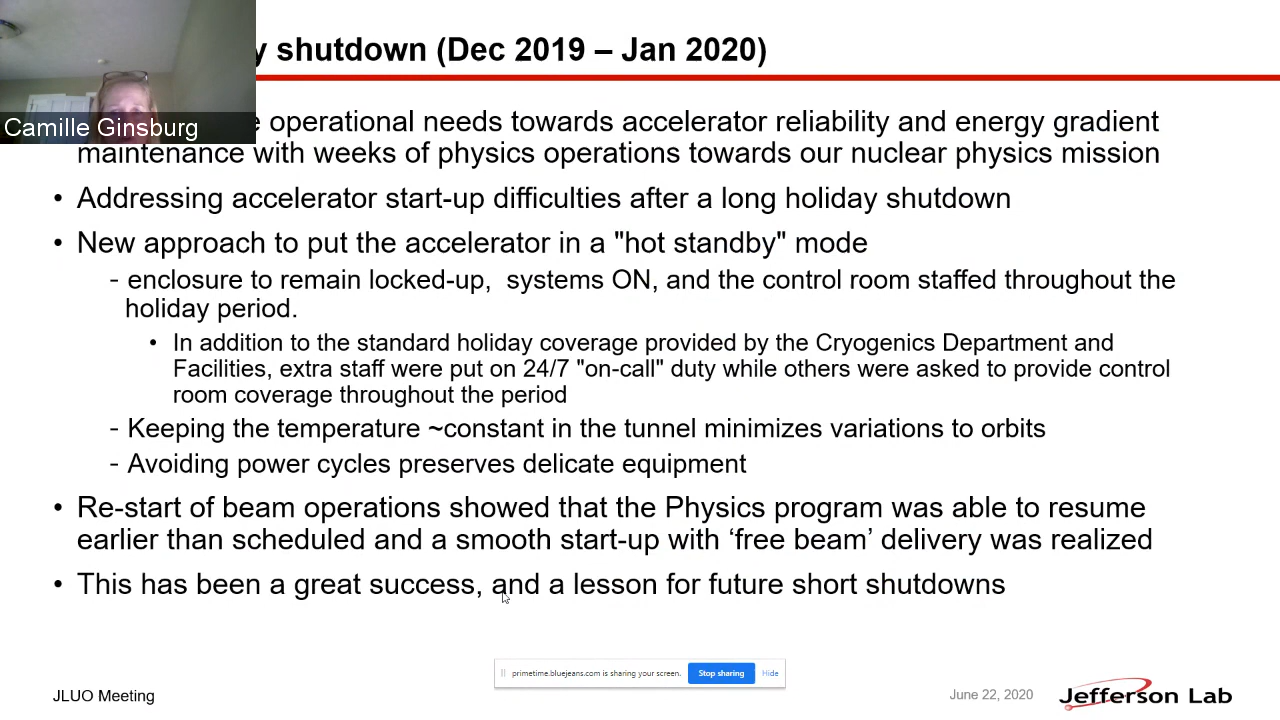 y shutdown (Dec 2019 – Jan 2020)
Camille Ginsburg
e operational needs towards accelerator reliability and energy gradient
maintenance with weeks of physics operations towards our nuclear physics mission
• Addressing accelerator start-up difficulties after a long holiday shutdown
• New approach to put the accelerator in a "hot standby" mode
- enclosure to remain locked-up, systems ON, and the control room staffed throughout the
holiday period.
• In addition to the standard holiday coverage provided by the Cryogenics Department and
Facilities, extra staff were put on 24/7 "on-call" duty while others were asked to provide control
room coverage throughout the period
- Keeping the temperature ~constant in the tunnel minimizes variations to orbits
- Avoiding power cycles preserves delicate equipment
• Re-start of beam operations showed that the Physics program was able to resume
earlier than scheduled and a smooth start-up with ‘free beam’ delivery was realized
• This has been a great success, and a lesson for future short shutdowns
primetime.bluejeans.com is sharing your screen. Stop sharing Hide
JLUO Meeting
June 22, 2020
Jefferson Lab